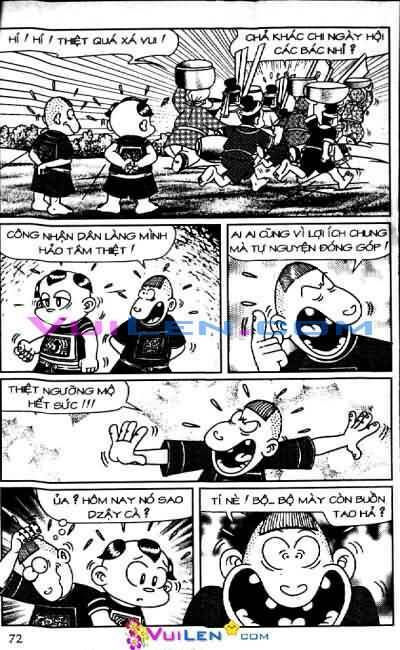 HÍ! HÍ! THIỆT QUÁ XÁ VUI!
CHẢ KHÁC CHI NGÀY HỘI
CÁC BÁC NHỈ?
CÔNG NHẬN DÂN LÀNG MÌNH
HẢO TÂM THIỆT!
AI AI CŨNG VÌ LỢI ÍCH CHUNG
MÀ TỰ NGUYỆN ĐÓNG GÓP!
VUILEN.COM
THIỆT NGƯỠNG MỘ
HẾT SỨC!!!
ỦA? HÔM NAY NÓ SAO
DZẬY CÀ?
TÍ NÈ! BỘ... BỘ MÀY CÒN BUỒN
TAO HẢ?
72
VUILEN.COM